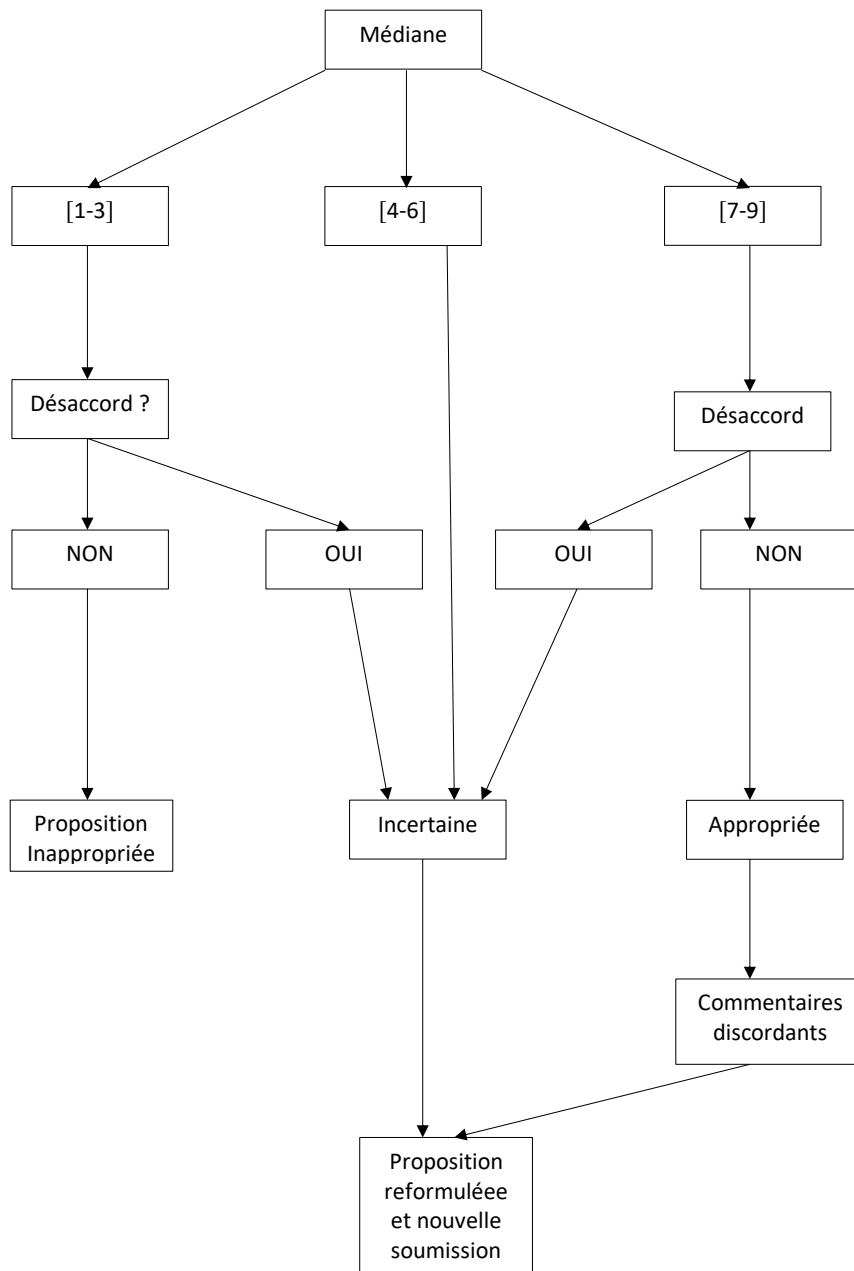 Médiane
[1-3]
[4-6]
[7-9]
Désaccord ?
Désaccord
NON
OUI
OUI
NON
Proposition
Inappropriée
Incertaine
Appropriée
Commentaires
discordants
Proposition
reformuléee
et nouvelle
soumission